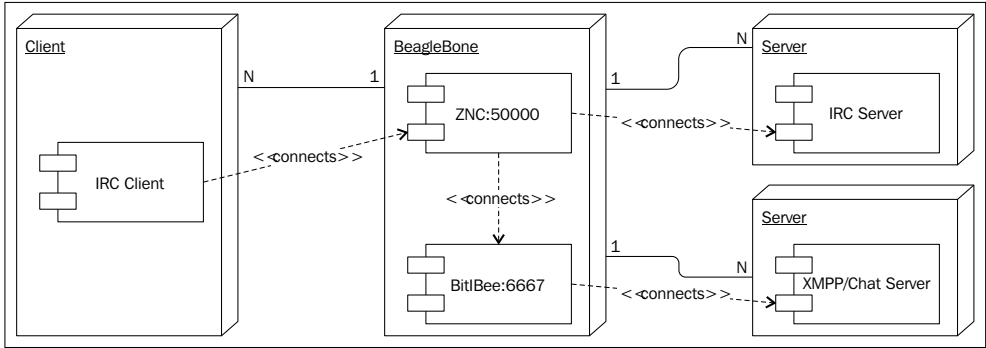 Client
IRC Client
N
1
<<connects>>
BeagleBone
ZNC:50000
<<connects>>
BitlBee:6667
1
N
<<connects>>
Server
IRC Server
1
N
<<connects>>
Server
XMPP/Chat Server